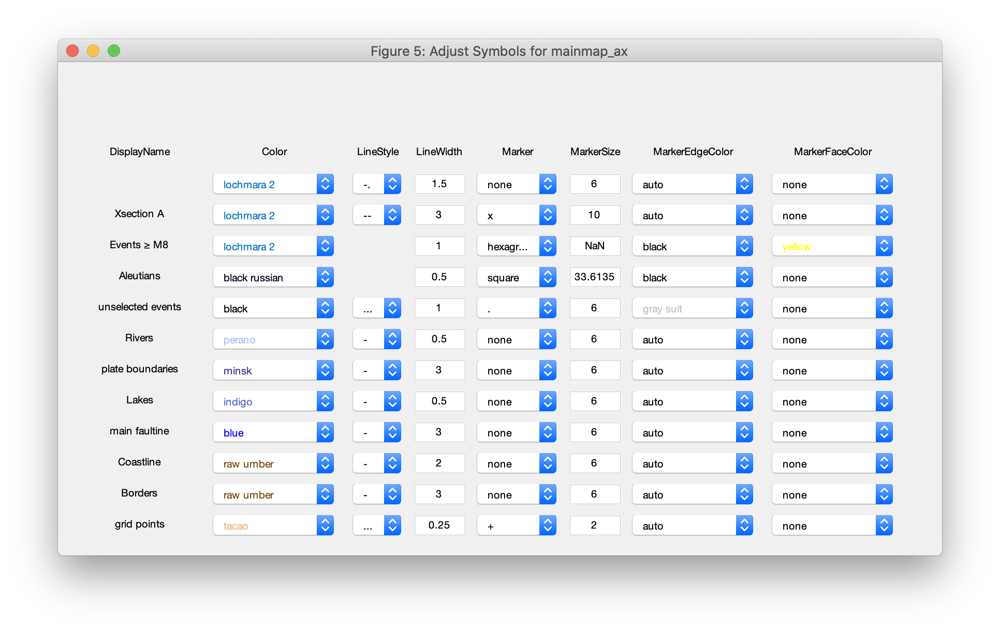 Figure 5: Adjust Symbols for mainmap_ax
DisplayName Color LineStyle LineWidth Marker MarkerSize MarkerEdgeColor MarkerFaceColor
lochmara 2 -. 1.5 none 6 auto none
Xsection A lochmara 2 -- 3 x 10 auto none
Events ≥ M8 lochmara 2 1 hexagr... NaN black yellow
Aleutians black russian 0.5 square 33.6135 black none
unselected events black ... 1 . 6 gray suit none
Rivers perano - 0.5 none 6 auto none
plate boundaries minsk - 3 none 6 auto none
Lakes indigo - 0.5 none 6 auto none
main faultine blue - 3 none 6 auto none
Coastline raw umber - 2 none 6 auto none
Borders raw umber - 3 none 6 auto none
grid points tacao ... 0.25 + 2 auto none